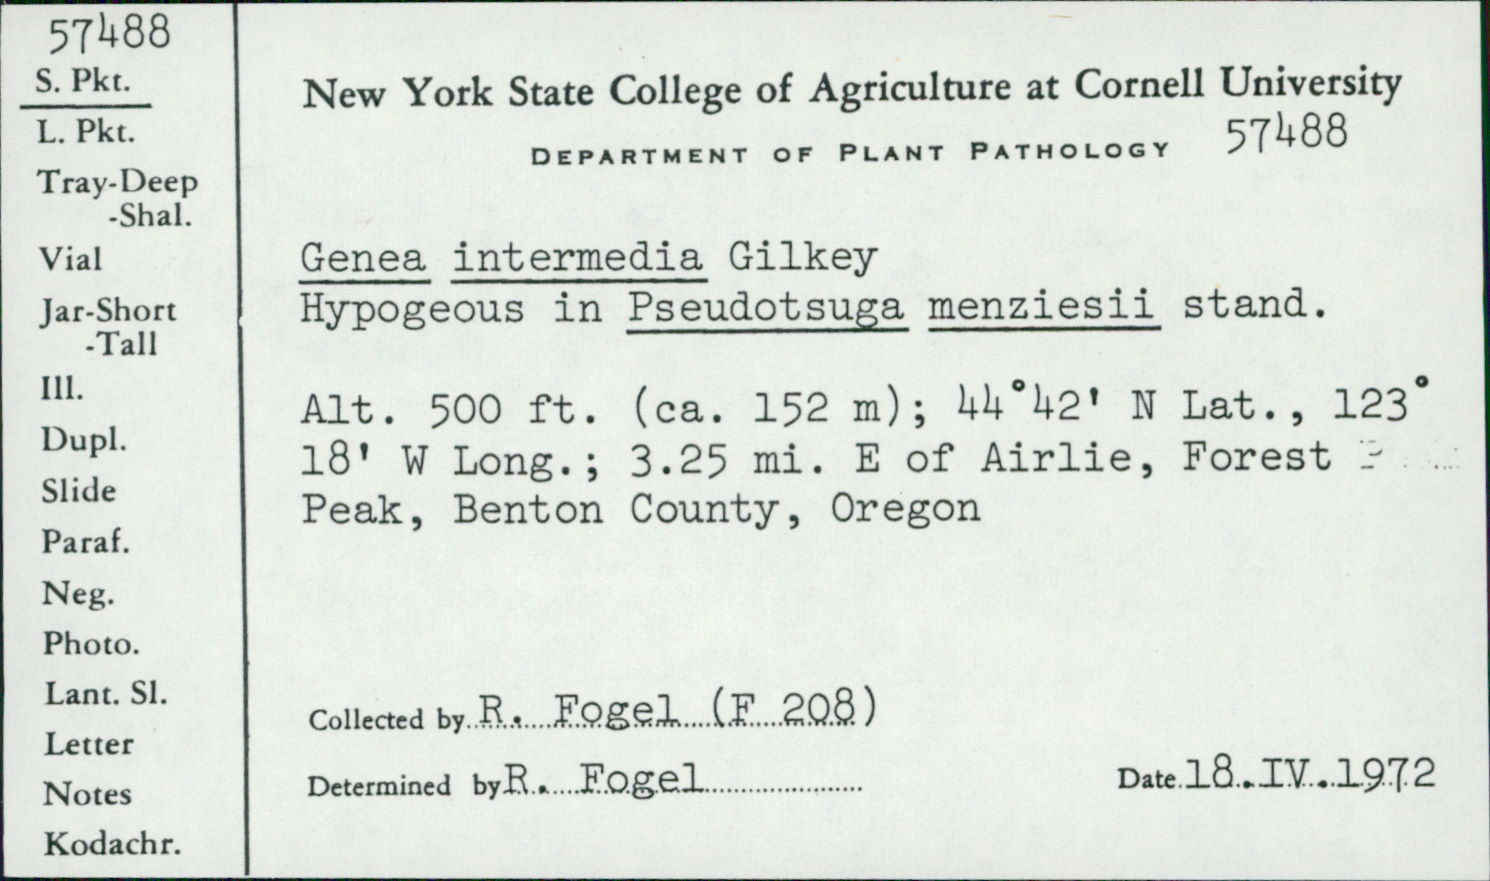 57488
S. Pkt.
L. Pkt.
Tray-Deep
-Shal.
Vial
Jar-Short
-Tall
Ill.
Dupl.
Slide
Paraf.
Neg.
Photo.
Lant. Sl.
Letter
Notes
Kodachr.
New York State College of Agriculture at Cornell University
DEPARTMENT OF PLANT PATHOLOGY 57488
Genea intermedia Gilkey
Hypogeous in Pseudotsuga menziesii stand.
Alt. 500 ft. (ca. 152 m); 44°42' N Lat., 123°
18' W Long.; 3.25 mi. E of Airlie, Forest
Peak, Benton County, Oregon
Collected by R. Fogel (F 208)
Determined by R. Fogel
Date 18.IV.1972